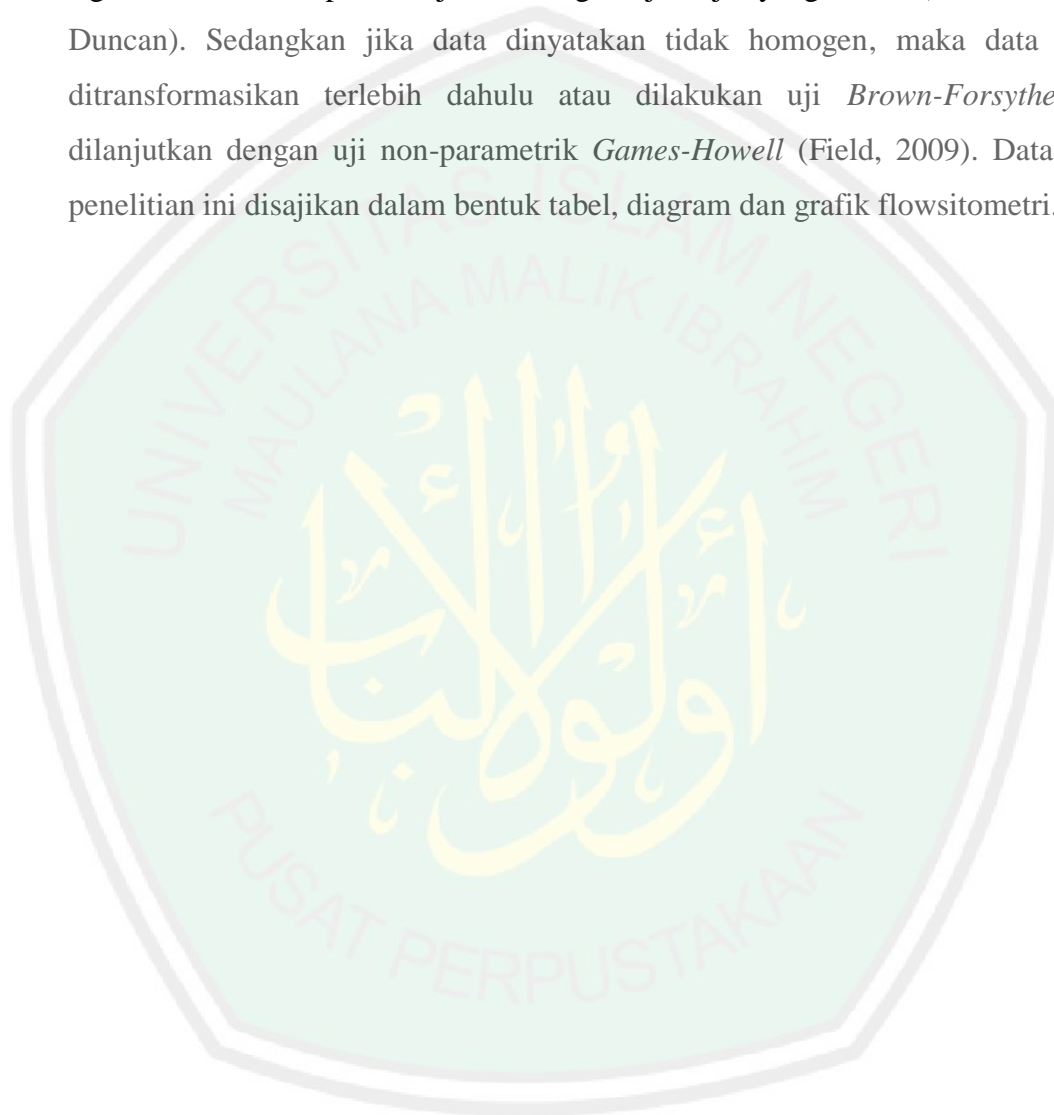 Duncan). Sedangkan jika data dinyatakan tidak homogen, maka data
ditransformasikan terlebih dahulu atau dilakukan uji Brown-Forsythe
dilanjutkan dengan uji non-parametrik Games-Howell (Field, 2009). Data
penelitian ini disajikan dalam bentuk tabel, diagram dan grafik flowsitometri.
UNIVERSITAS ISLAM NEGERI
MAULANA MALIK IBRAHIM
أولوا الألباب
PUSAT PERPUSTAKAAN